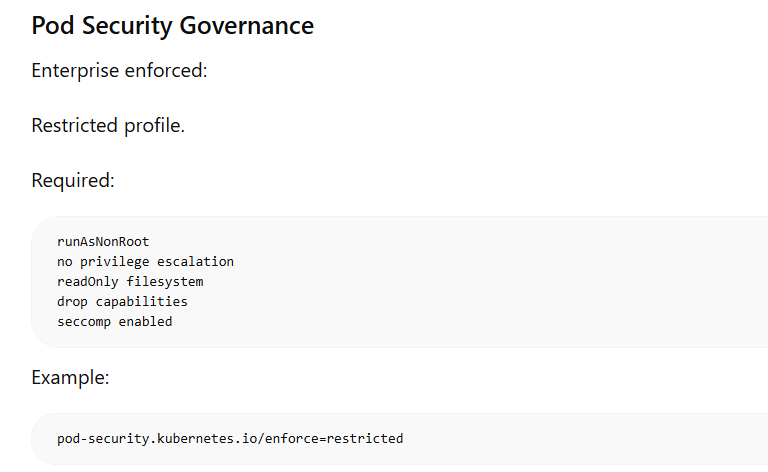 Pod Security Governance
Enterprise enforced:
Restricted profile.
Required:
runAsNonRoot
no privilege escalation
readOnly filesystem
drop capabilities
seccomp enabled
Example:
pod-security.kubernetes.io/enforce=restricted